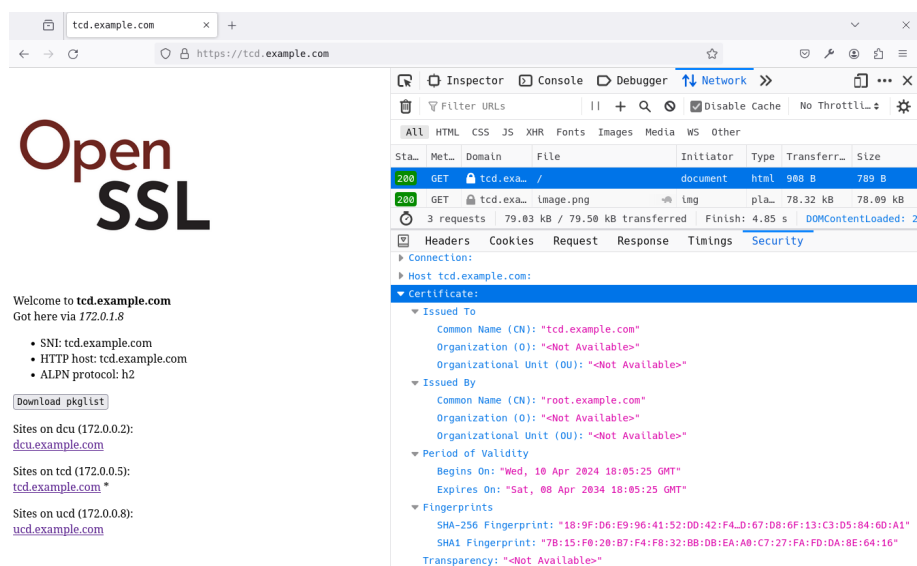 tcd.example.com × +
https://tcd.example.com
Inspector Console Debugger Network
Filter URLs Disable Cache No Throttli…
All HTML CSS JS XHR Fonts Images Media WS Other
Sta… Met… Domain File Initiator Type Transferr… Size
200 GET tcd.exa… / document html 908 B 789 B
200 GET tcd.exa… image.png img pla… 78.32 kB 78.09 kB
3 requests 79.03 kB / 79.50 kB transferred Finish: 4.85 s DOMContentLoaded: 2
Headers Cookies Request Response Timings Security
Connection:
Host tcd.example.com:
Certificate:
Issued To
Common Name (CN): "tcd.example.com"
Organization (O): "<Not Available>"
Organizational Unit (OU): "<Not Available>"
Issued By
Common Name (CN): "root.example.com"
Organization (O): "<Not Available>"
Organizational Unit (OU): "<Not Available>"
Period of Validity
Begins On: "Wed, 10 Apr 2024 18:05:25 GMT"
Expires On: "Sat, 08 Apr 2034 18:05:25 GMT"
Fingerprints
SHA-256 Fingerprint: "18:9F:D6:E9:96:41:52:DD:42:F4…D:67:D8:6F:13:C3:D5:84:6D:A1"
SHA1 Fingerprint: "7B:15:F0:20:B7:F4:F8:32:BB:DB:EA:A0:C7:27:FA:FD:DA:8E:64:16"
Transparency: "<Not Available>"
Open
SSL
Welcome to tcd.example.com
Got here via 172.0.1.8
• SNI: tcd.example.com
• HTTP host: tcd.example.com
• ALPN protocol: h2
Download pkglist
Sites on dcu (172.0.0.2):
dcu.example.com
Sites on tcd (172.0.0.5):
tcd.example.com *
Sites on ucd (172.0.0.8):
ucd.example.com